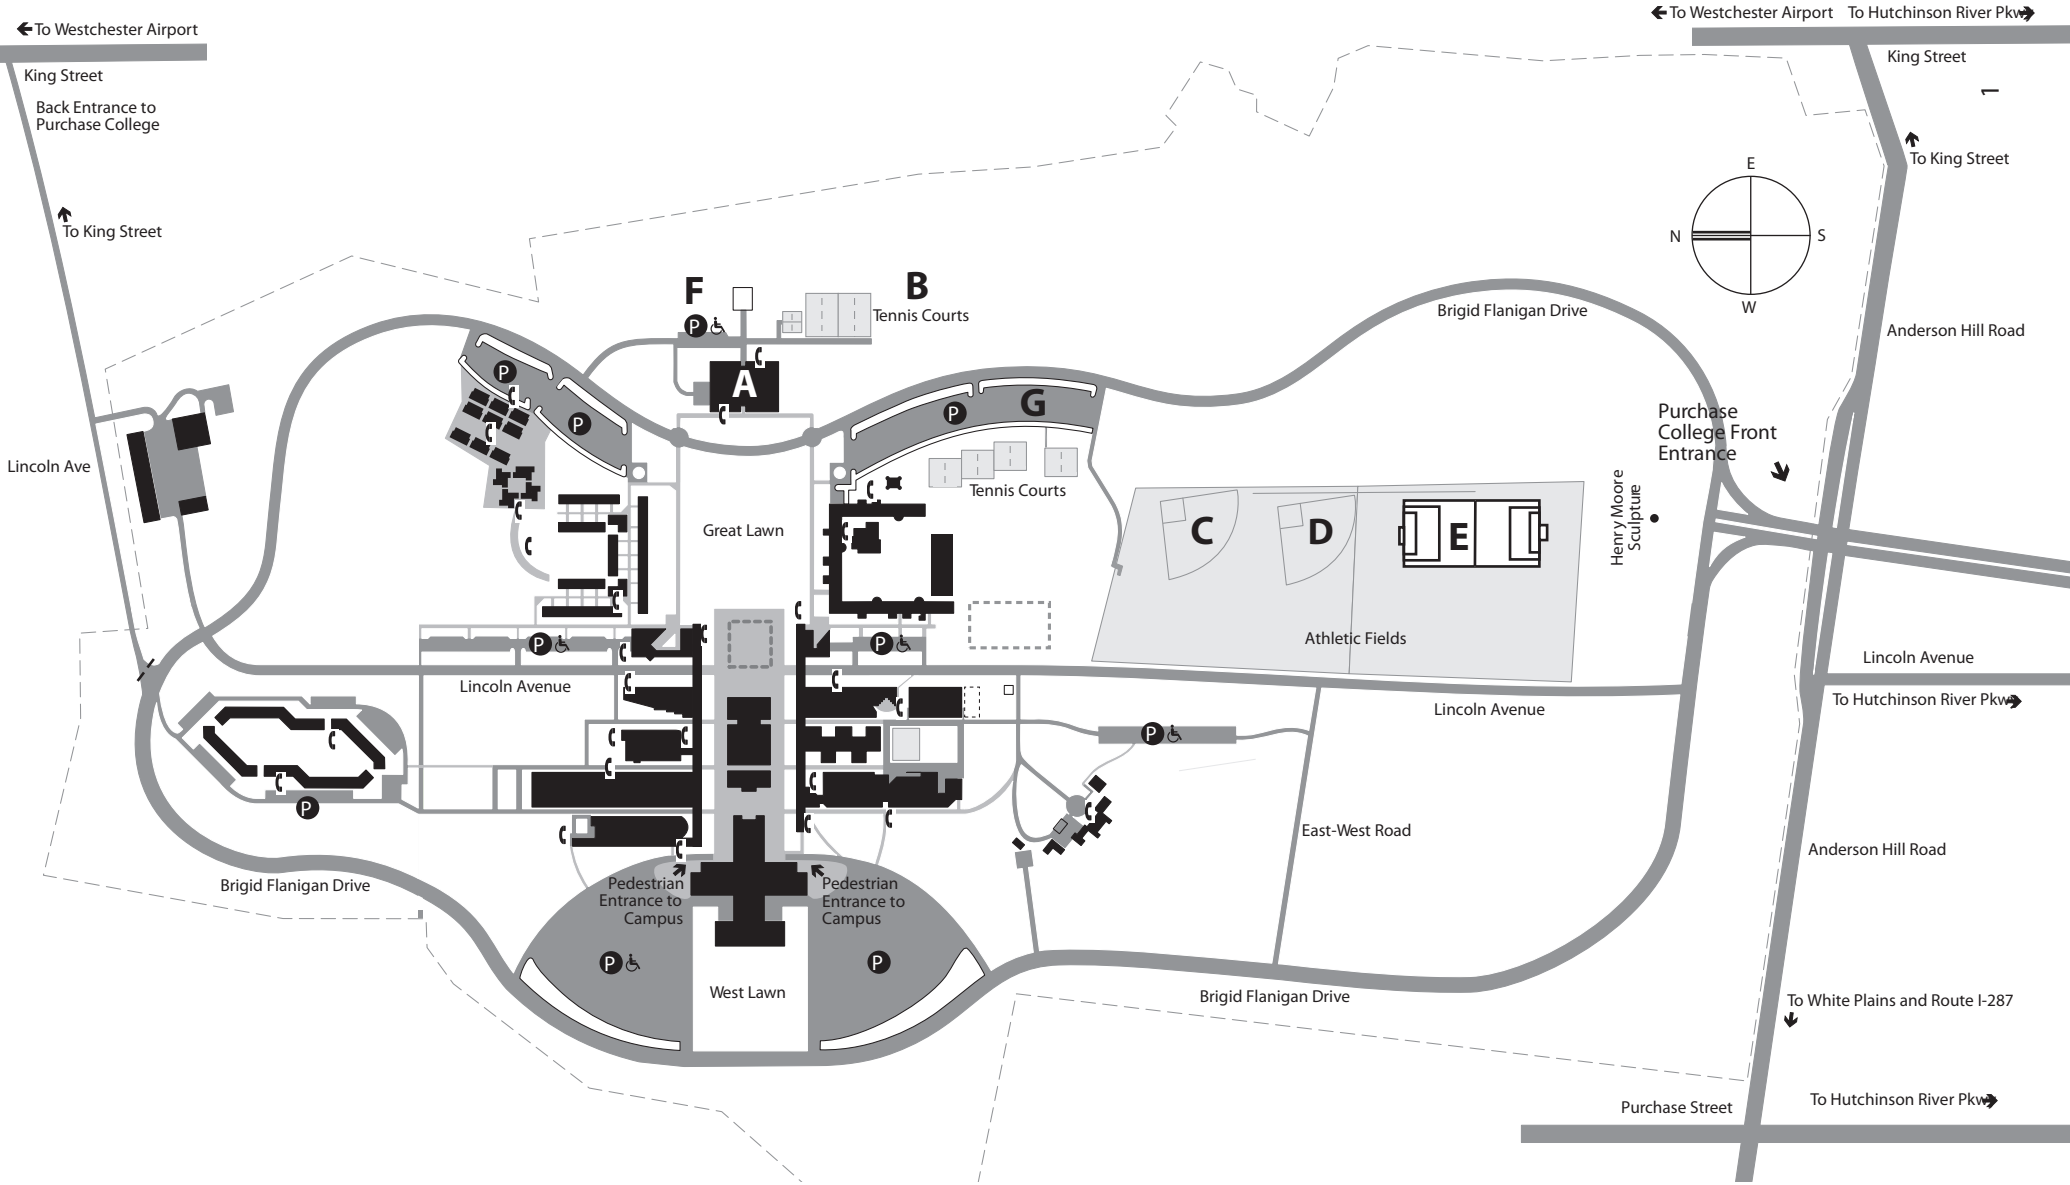 To Westchester Airport
To Westchester Airport
To Hutchinson River Pkwy
King Street
King Street
1
Back Entrance to
Purchase College
To King Street
E
N
S
W
To King Street
F
B
Tennis Courts
P
Brigid Flanigan Drive
Anderson Hill Road
P
A
P
P
G
Purchase
College Front
Entrance
Lincoln Ave
Tennis Courts
Great Lawn
C
D
E
Henry Moore
Sculpture
P
P
Athletic Fields
Lincoln Avenue
Lincoln Avenue
To Hutchinson River Pkwy
Lincoln Avenue
P
P
East-West Road
Anderson Hill Road
Brigid Flanigan Drive
Pedestrian
Entrance to
Campus
Pedestrian
Entrance to
Campus
P
P
West Lawn
Brigid Flanigan Drive
To White Plains and Route I-287
Purchase Street
To Hutchinson River Pkwy